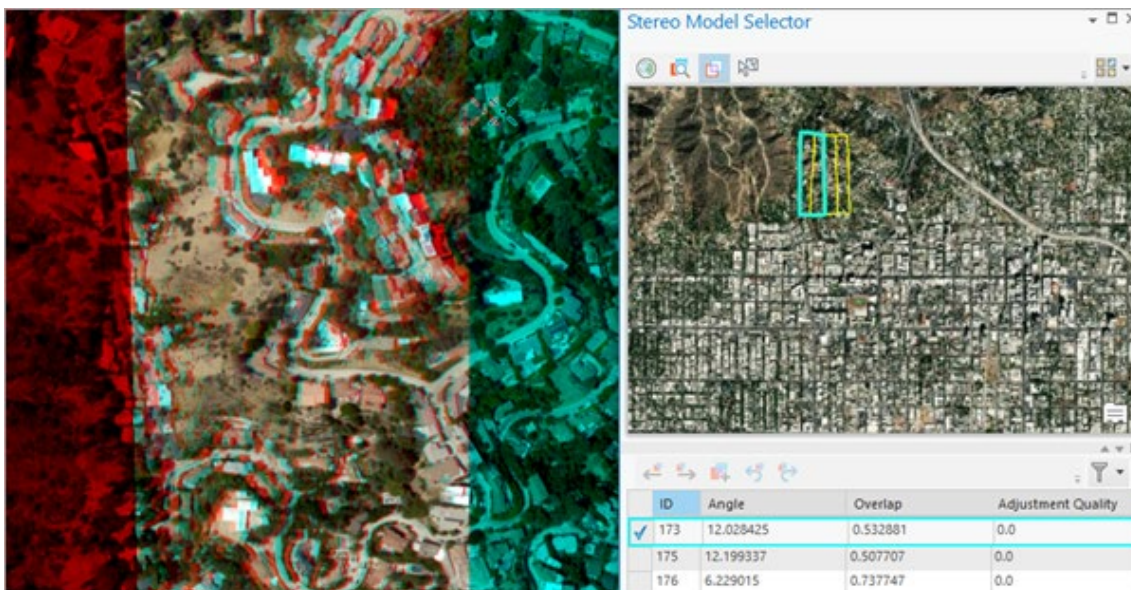 Stereo Model Selector
ID Angle Overlap Adjustment Quality
173 12.028425 0.532881 0.0
175 12.199337 0.507707 0.0
176 6.229015 0.737747 0.0